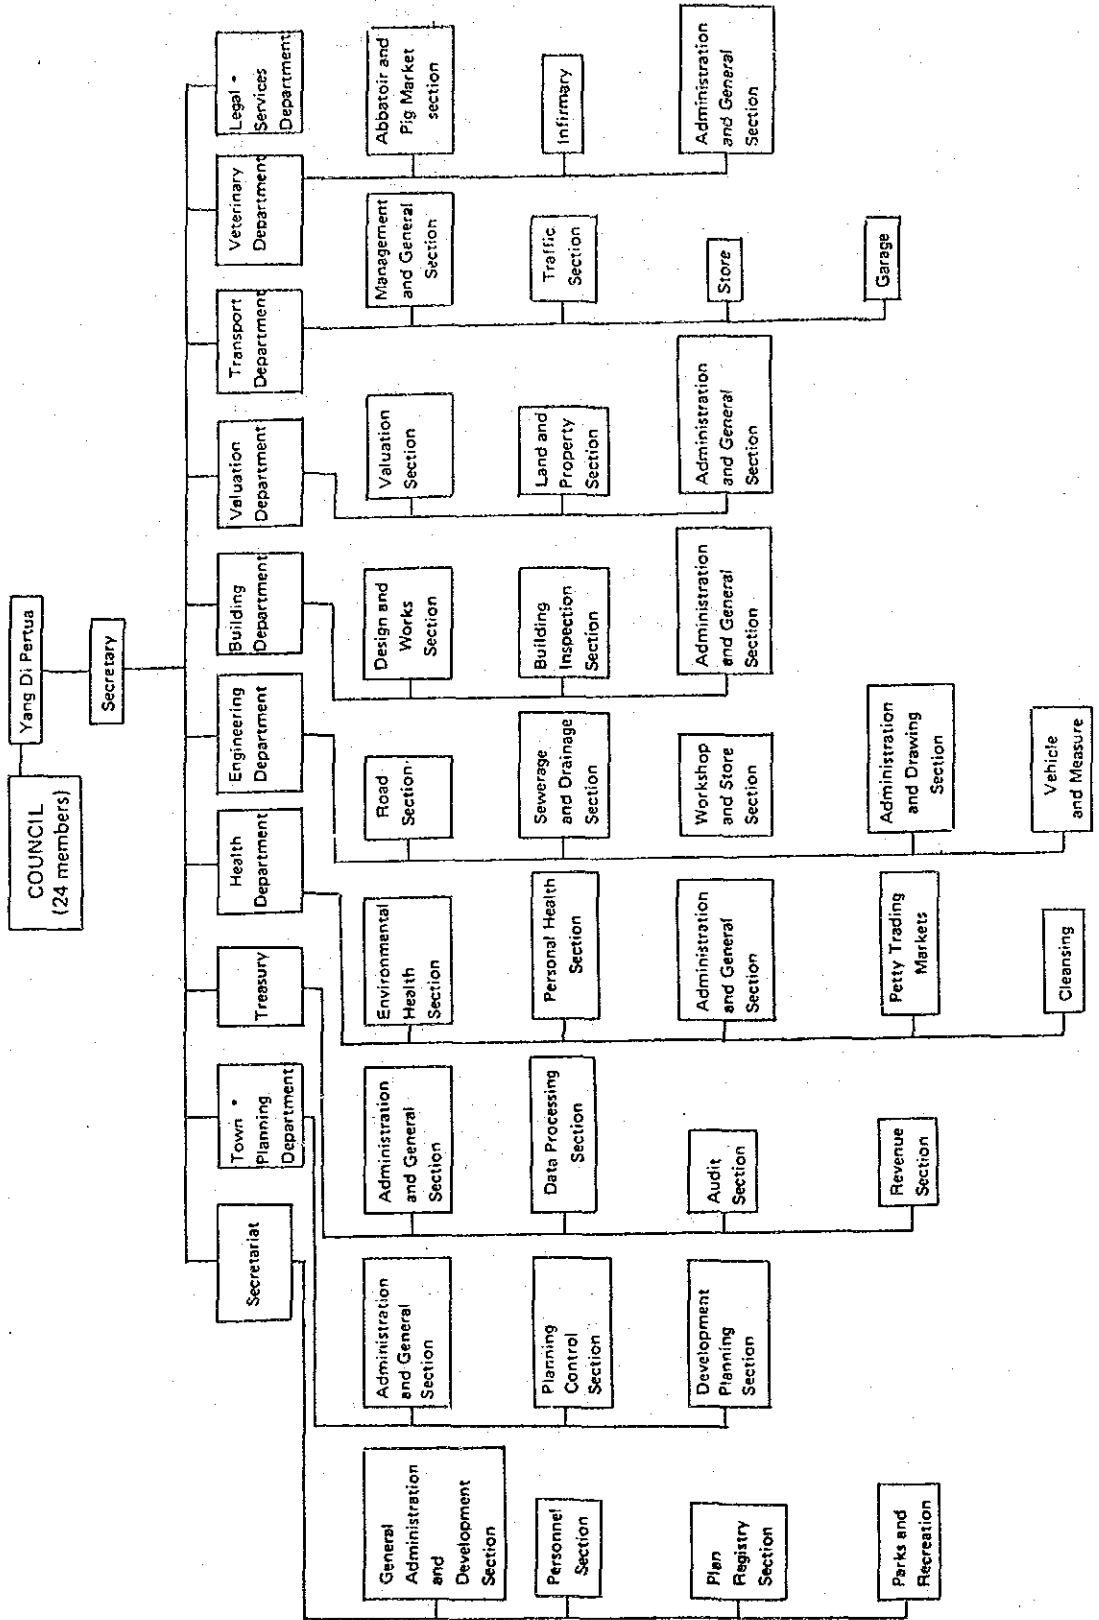 COUNCIL
(24 members)
Yang Di Pertua
Secretary
Secretariat
Town *
Planning
Department
Treasury
Health
Department
Engineering
Department
Building
Department
Valuation
Department
Transport
Department
Veterinary
Department
Legal *
Services
Department
General
Administration
and
Development
Section
Personnel
Section
Plan
Registry
Section
Parks and
Recreation
Administration
and General
Section
Planning
Control
Section
Development
Planning
Section
Administration
and General
Section
Data Processing
Section
Audit
Section
Revenue
Section
Environmental
Health
Section
Personal Health
Section
Administration
and General
Section
Petty Trading
Markets
Cleansing
Road
Section
Sewerage
and Drainage
Section
Workshop
and Store
Section
Administration
and Drawing
Section
Vehicle
and Measure
Design and
Works
Section
Building
Inspection
Section
Administration
and General
Section
Valuation
Section
Land and
Property
Section
Administration
and General
Section
Management
and General
Section
Traffic
Section
Store
Garage
Abbatoir and
Pig Market
section
Infirmary
Administration
and General
Section